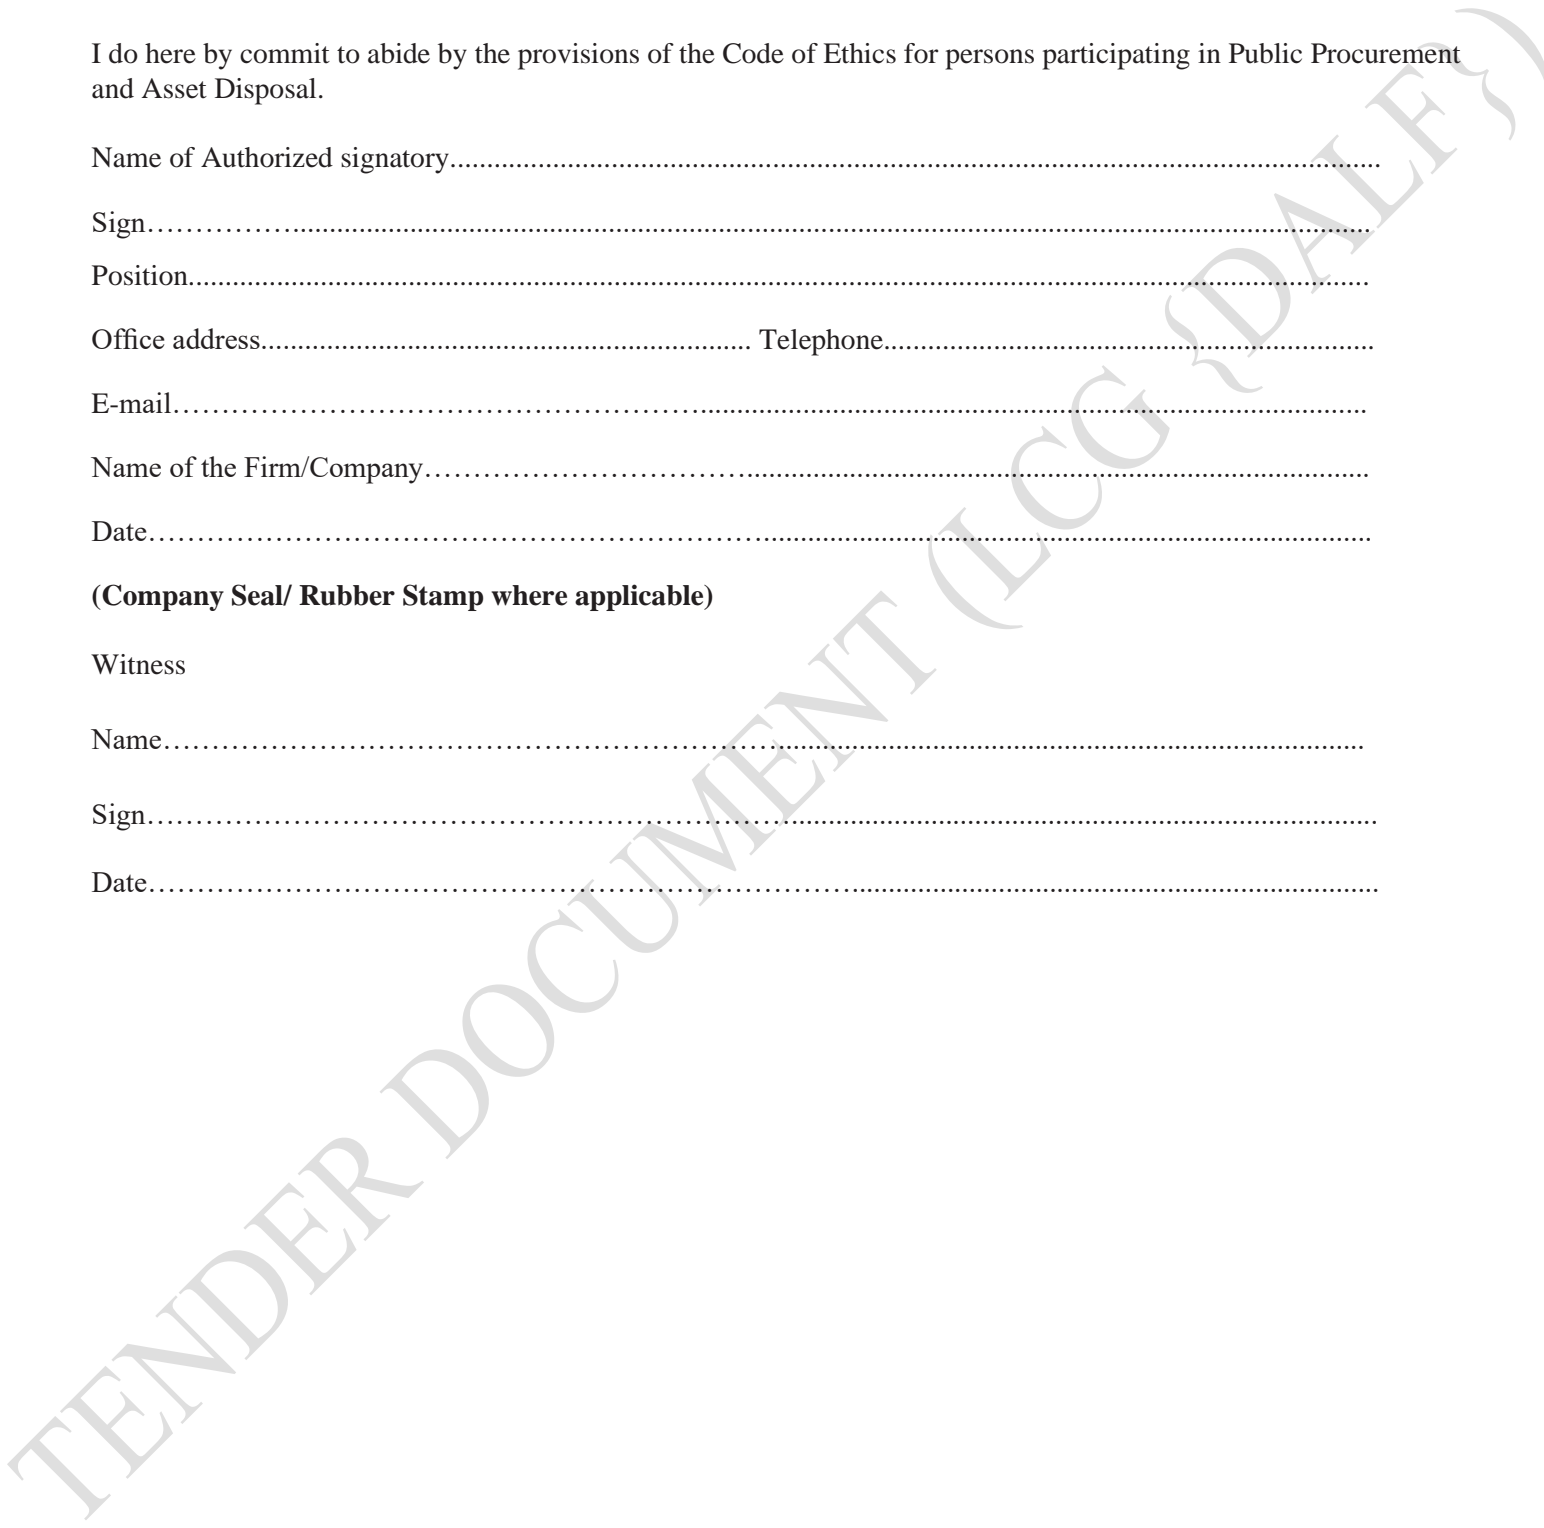 I do here by commit to abide by the provisions of the Code of Ethics for persons participating in Public Procurement
and Asset Disposal.
Name of Authorized signatory...............................................................................................................................
Sign……………...................................................................................................................................................
Position.................................................................................................................................................................
Office address................................................................... Telephone...................................................................
E-mail………………………………………………...........................................................................................
Name of the Firm/Company……………………………....................................................................................
Date………………………………………………………...................................................................................
(Company Seal/ Rubber Stamp where applicable)
Witness
Name………………………………………………………................................................................................
Sign…………………………………………………………................................................................................
Date………………………………………………………………........................................................................
TENDER DOCUMENT (LCG {DALF})